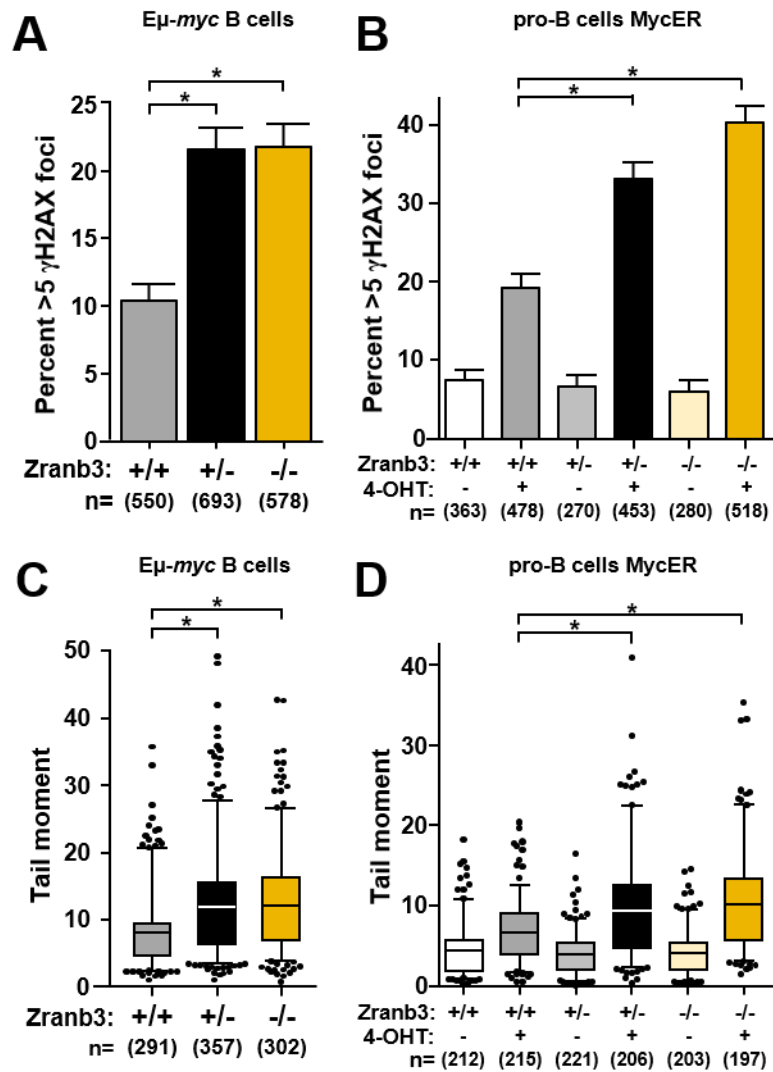 A
Eµ-myc B cells
* 
*
Percent >5 γH2AX foci
25
20
15
10
5
0
Zranb3: +/+ +/- -/-
n= (550) (693) (578)
B
pro-B cells MycER
*
*
Percent >5 γH2AX foci
40
30
20
10
0
Zranb3: +/+ +/+ +/- +/- -/- -/-
4-OHT: - + - + - +
n= (363) (478) (270) (453) (280) (518)
C
Eµ-myc B cells
*
*
Tail moment
50
40
30
20
10
0
Zranb3: +/+ +/- -/-
n= (291) (357) (302)
D
pro-B cells MycER
*
*
Tail moment
40
30
20
10
0
Zranb3: +/+ +/+ +/- +/- -/- -/-
4-OHT: - + - + - +
n= (212) (215) (221) (206) (203) (197)